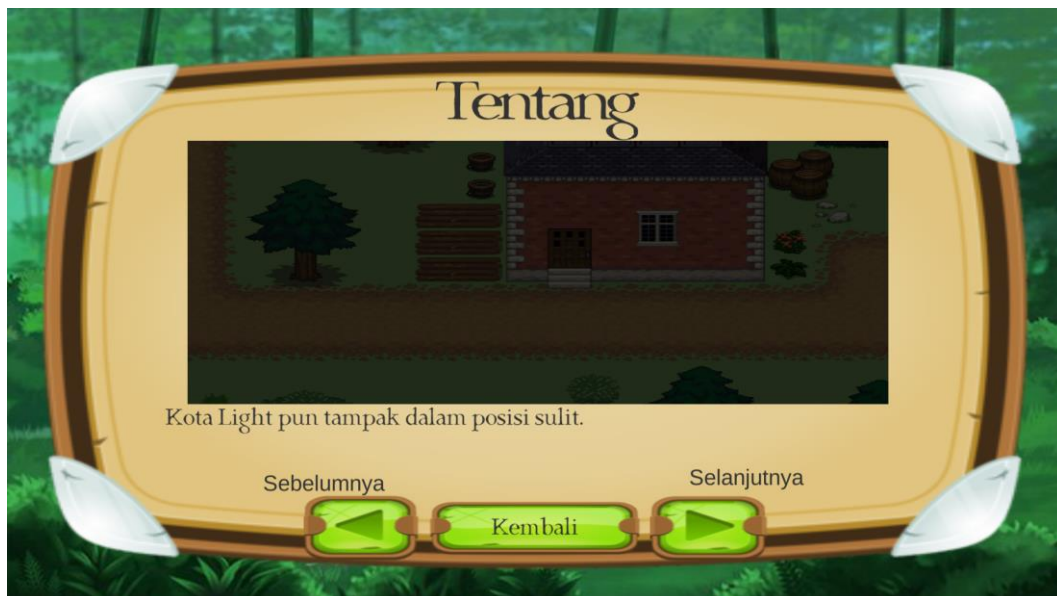 Tentang
Kota Light pun tampak dalam posisi sulit.
Sebelumnya
Selanjutnya
Kembali